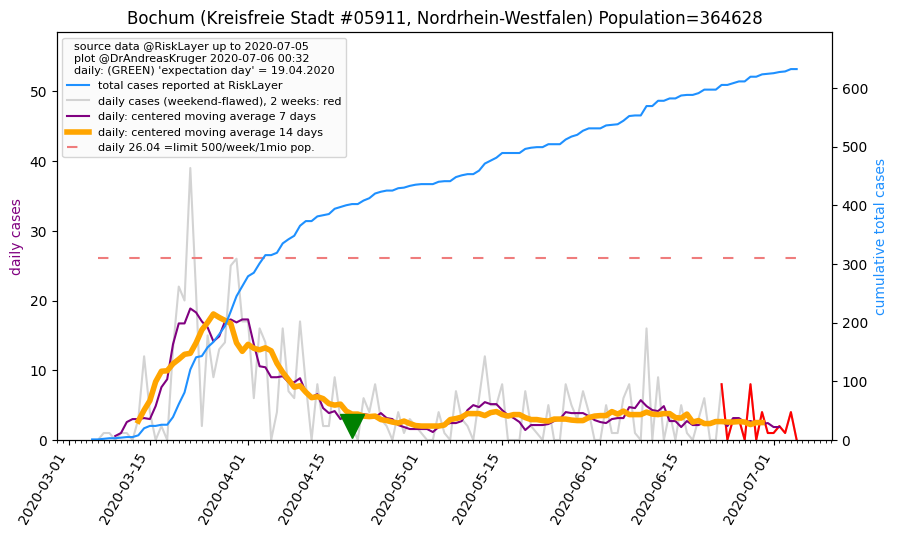 Bochum (Kreisfreie Stadt #05911, Nordrhein-Westfalen) Population=364628
source data @RiskLayer up to 2020-07-05
plot @DrAndreasKruger 2020-07-06 00:32
daily: (GREEN) 'expectation day' = 19.04.2020
total cases reported at RiskLayer
daily cases (weekend-flawed), 2 weeks: red
daily: centered moving average 7 days
daily: centered moving average 14 days
daily 26.04 =limit 500/week/1mio pop.
daily cases
50
40
30
20
10
0
600
500
400
300
200
100
0
cumulative total cases
2020-03-01
2020-03-15
2020-04-01
2020-04-15
2020-05-01
2020-05-15
2020-06-01
2020-06-15
2020-07-01